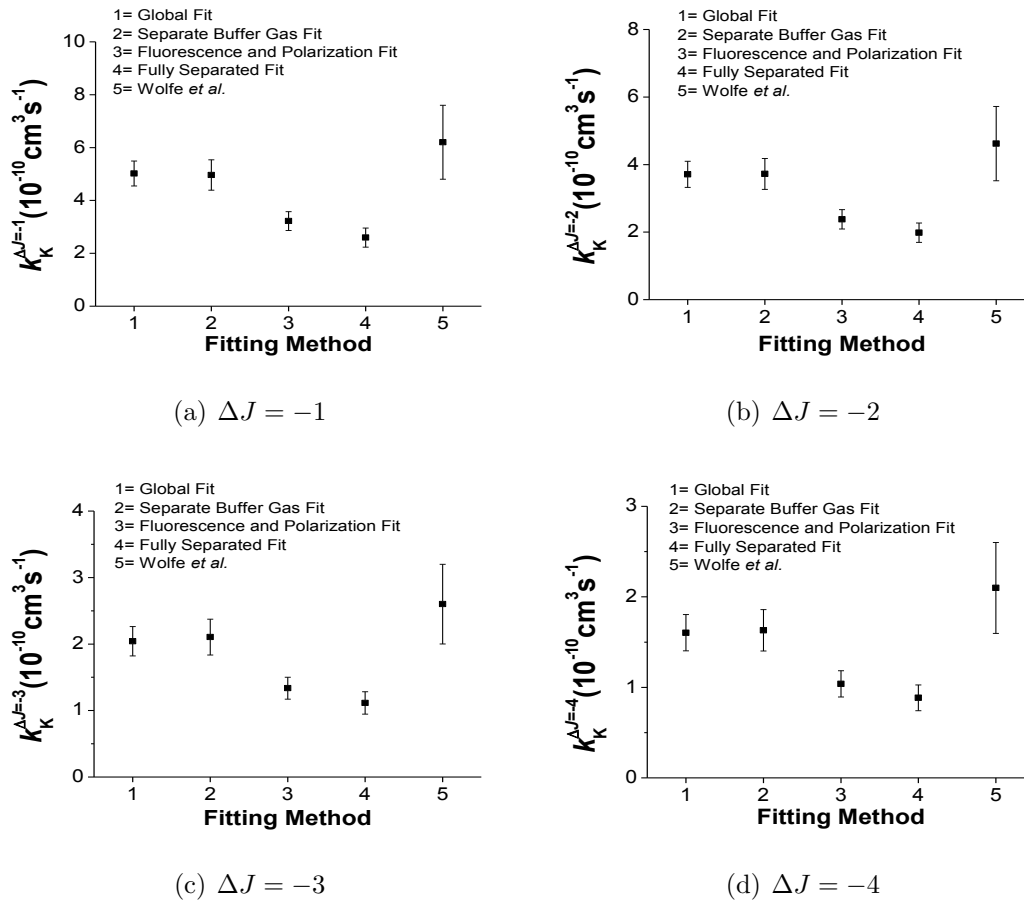 1= Global Fit
2= Separate Buffer Gas Fit
3= Fluorescence and Polarization Fit
4= Fully Separated Fit
5= Wolfe et al.
10
8
6
4
2
0
k_K^{ΔJ=-1}(10^{-10}cm^3s^{-1})
1 2 3 4 5
Fitting Method
(a) ΔJ = −1
1= Global Fit
2= Separate Buffer Gas Fit
3= Fluorescence and Polarization Fit
4= Fully Separated Fit
5= Wolfe et al.
8
6
4
2
0
k_K^{ΔJ=-2}(10^{-10}cm^3s^{-1})
1 2 3 4 5
Fitting Method
(b) ΔJ = −2
1= Global Fit
2= Separate Buffer Gas Fit
3= Fluorescence and Polarization Fit
4= Fully Separated Fit
5= Wolfe et al.
4
3
2
1
0
k_K^{ΔJ=-3}(10^{-10}cm^3s^{-1})
1 2 3 4 5
Fitting Method
(c) ΔJ = −3
1= Global Fit
2= Separate Buffer Gas Fit
3= Fluorescence and Polarization Fit
4= Fully Separated Fit
5= Wolfe et al.
3
2
1
0
k_K^{ΔJ=-4}(10^{-10}cm^3s^{-1})
1 2 3 4 5
Fitting Method
(d) ΔJ = −4